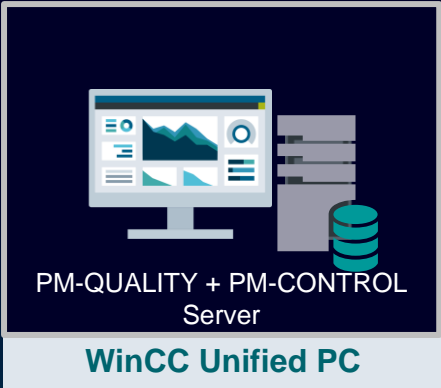 PM-QUALITY + PM-CONTROL
Server
WinCC Unified PC